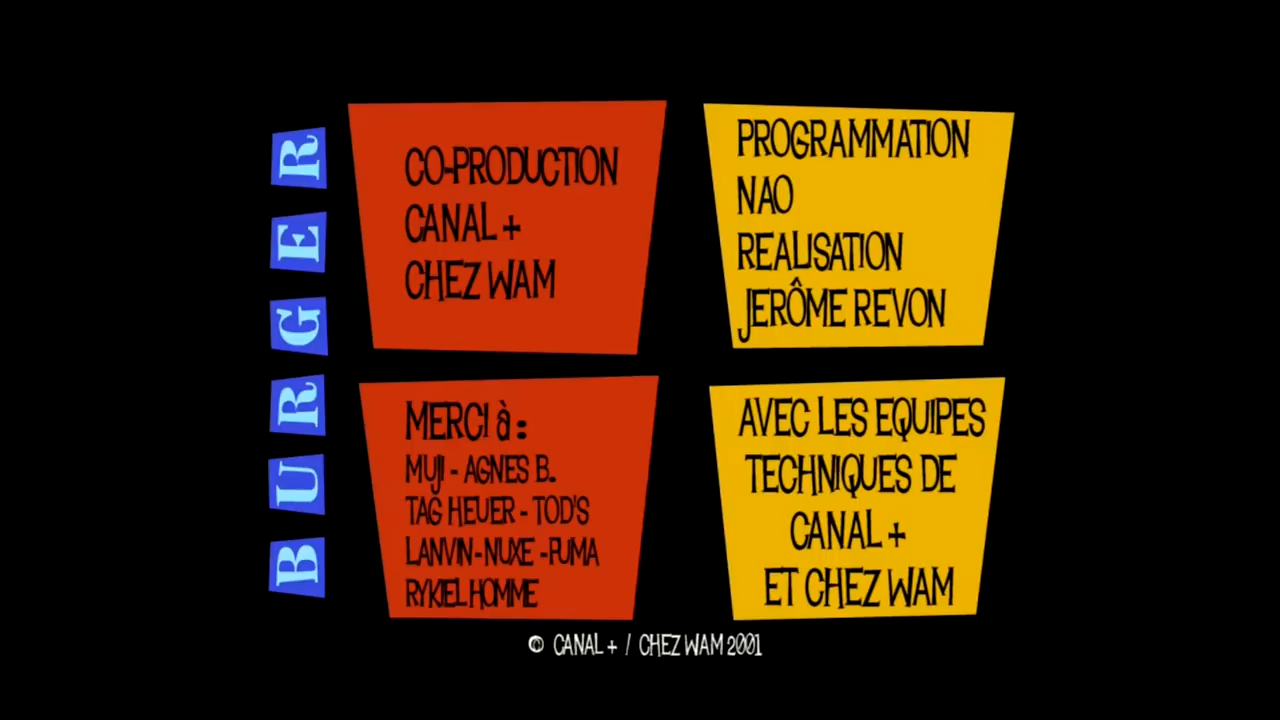 BURGER
CO-PRODUCTION
CANAL +
CHEZ WAM
PROGRAMMATION
NAO
REALISATION
JERÔME REVON
MERCI à :
MUJI - AGNES B..
TAG HEUER - TOD'S
LANVIN - NUXE - PUMA
RYKIEL HOMME
AVEC LES EQUIPES
TECHNIQUES DE
CANAL +
ET CHEZ WAM
© CANAL + / CHEZ WAM 2001